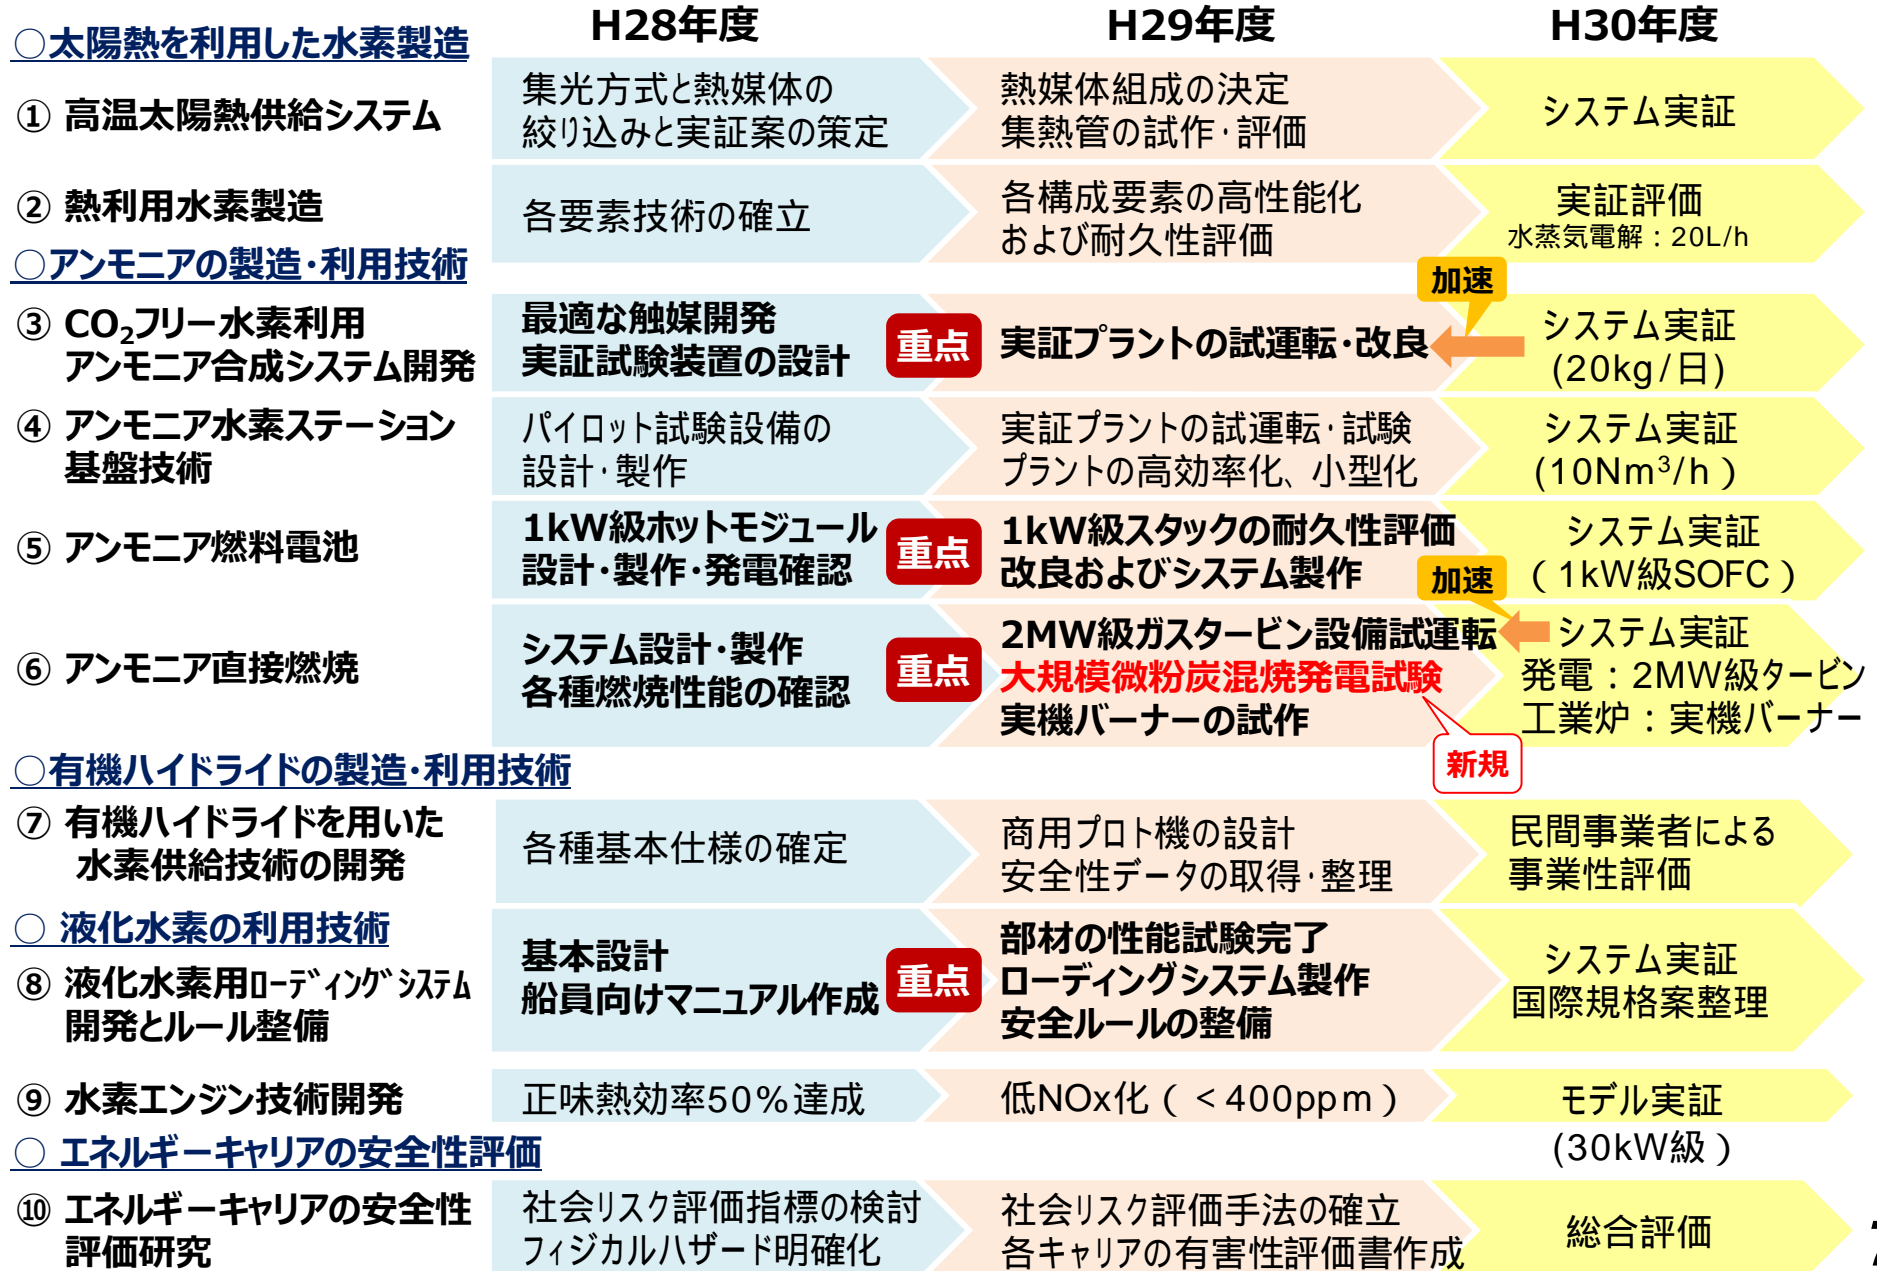 H28年度
H29年度
H30年度
○太陽熱を利用した水素製造
① 高温太陽熱供給システム
集光方式と熱媒体の
絞り込みと実証案の策定
熱媒体組成の決定
集熱管の試作・評価
システム実証
② 熱利用水素製造
各要素技術の確立
各構成要素の高性能化
および耐久性評価
実証評価
水蒸気電解：20L/h
○アンモニアの製造・利用技術
③ CO₂フリー水素利用
アンモニア合成システム開発
最適な触媒開発
実証試験装置の設計
重点
実証プラントの試運転・改良
加速
システム実証
(20kg/日)
④ アンモニア水素ステーション
基盤技術
パイロット試験設備の
設計・製作
実証プラントの試運転・試験
プラントの高効率化、小型化
システム実証
(10Nm³/h）
⑤ アンモニア燃料電池
1kW級ホットモジュール
設計・製作・発電確認
重点
1kW級スタックの耐久性評価
改良およびシステム製作
システム実証
（1kW級SOFC）
⑥ アンモニア直接燃焼
システム設計・製作
各種燃焼性能の確認
重点
2MW級ガスタービン設備試運転
大規模微粉炭混焼発電試験
実機バーナーの試作
加速
新規
システム実証
発電：2MW級タービン
工業炉：実機バーナー
○有機ハイドライドの製造・利用技術
⑦ 有機ハイドライドを用いた
水素供給技術の開発
各種基本仕様の確定
商用プロト機の設計
安全性データの取得・整理
民間事業者による
事業性評価
○ 液化水素の利用技術
⑧ 液化水素用ﾛｰﾃﾞｨﾝｸﾞｼｽﾃﾑ
開発とルール整備
基本設計
船員向けマニュアル作成
重点
部材の性能試験完了
ローディングシステム製作
安全ルールの整備
システム実証
国際規格案整理
⑨ 水素エンジン技術開発
正味熱効率50%達成
低NOx化（＜400ppm）
モデル実証
(30kW級）
○ エネルギーキャリアの安全性評価
⑩ エネルギーキャリアの安全性
評価研究
社会リスク評価指標の検討
フィジカルハザード明確化
社会リスク評価手法の確立
各キャリアの有害性評価書作成
総合評価